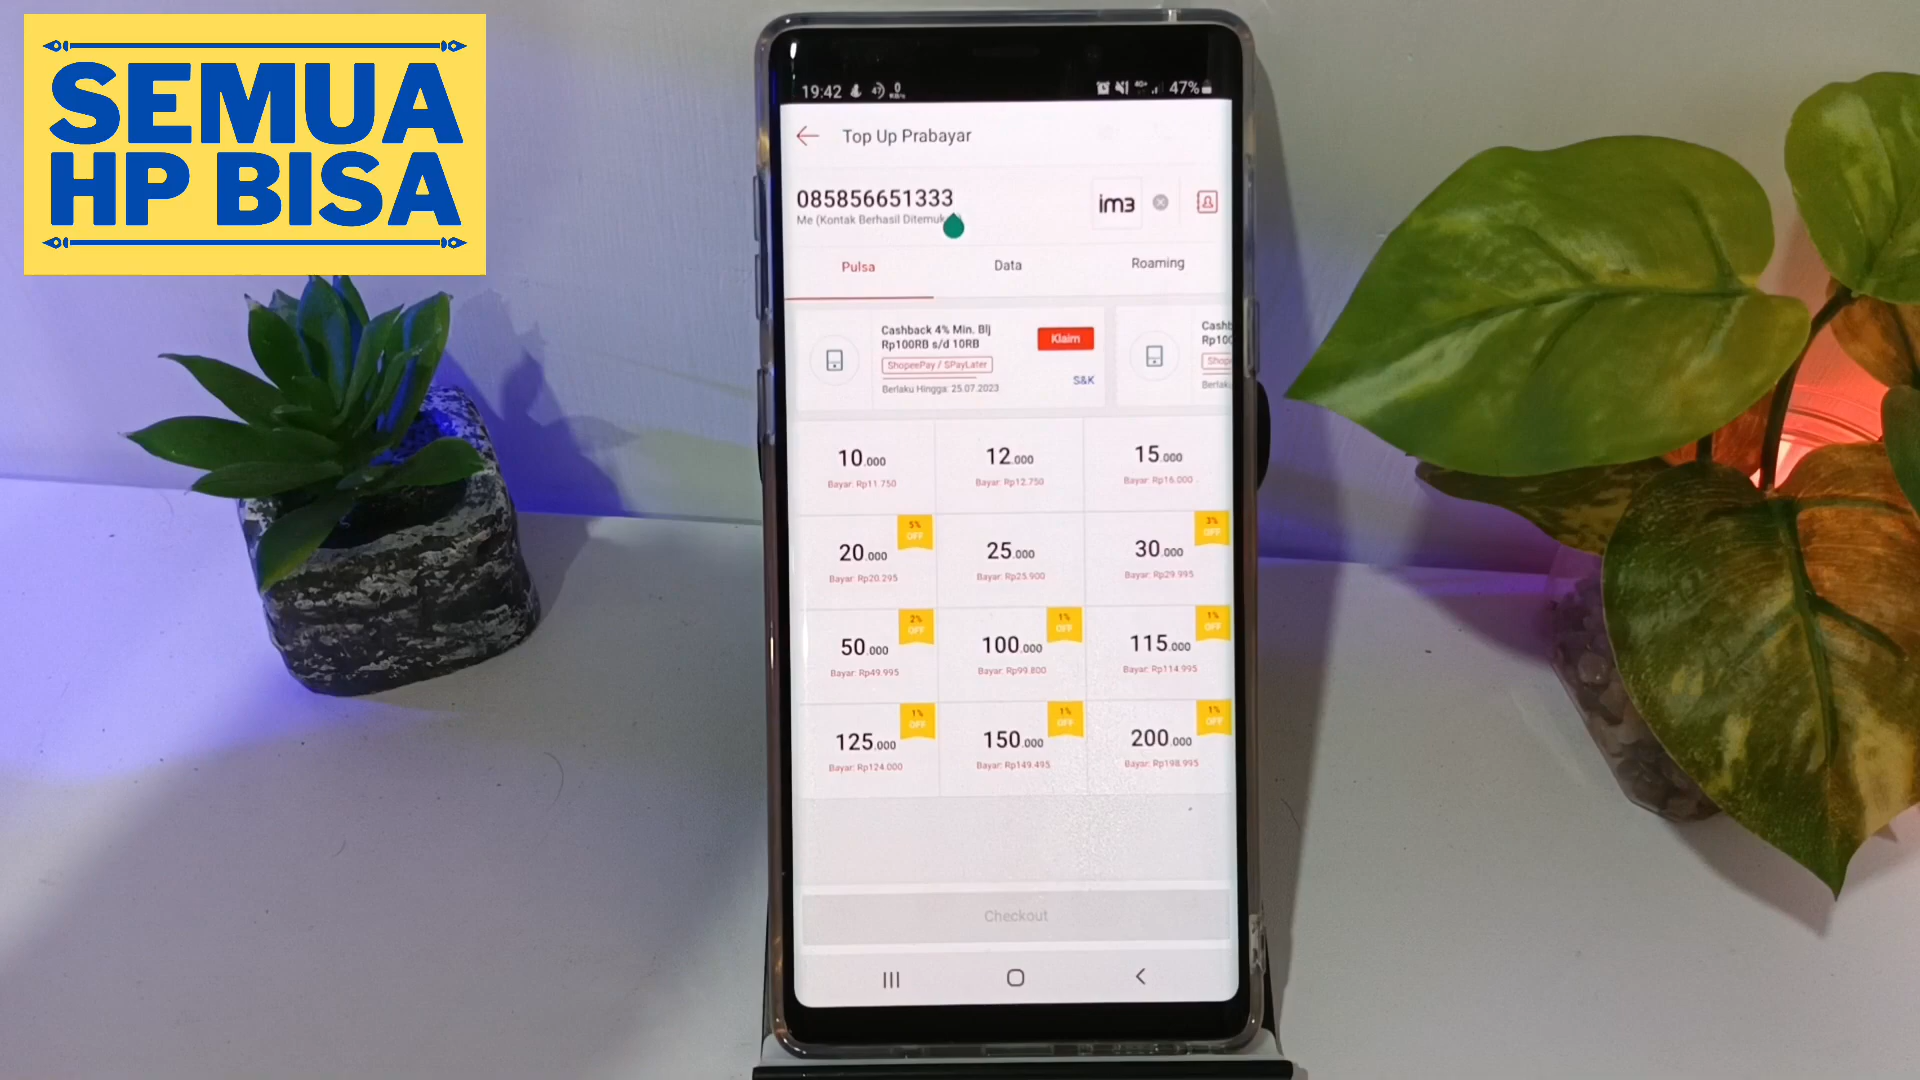 SEMUA
HP BISA
19:42 47%
Top Up Prabayar
085856651333
im3
Me (Kontak Berhasil Ditemuk
Pulsa Data Roaming
Cashback 4% Min. Blj
Rp100RB s/d 10RB
Klaim
ShopeePay / SPayLater
Berlaku Hingga: 25.07.2023
S&K
Cashb
Rp100
Shop
Berlaku
10.000 12.000 15.000
Bayar: Rp11.750 Bayar: Rp12.750 Bayar: Rp16.000
5% OFF 3% OFF
20.000 25.000 30.000
Bayar: Rp20.295 Bayar: Rp25.900 Bayar: Rp29.995
2% OFF 1% OFF 1% OFF
50.000 100.000 115.000
Bayar: Rp49.995 Bayar: Rp99.800 Bayar: Rp114.995
1% OFF 1% OFF 1% OFF
125.000 150.000 200.000
Bayar: Rp124.000 Bayar: Rp149.495 Bayar: Rp198.995
Checkout